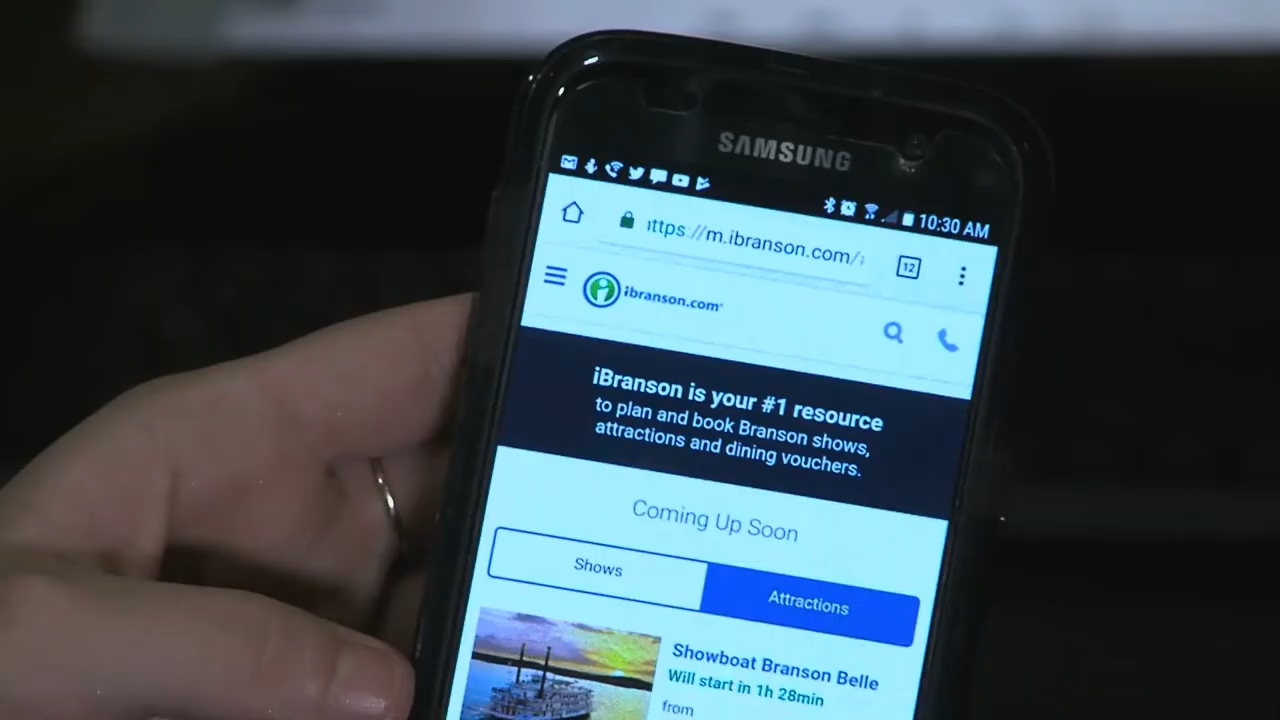 SAMSUNG
10:30 AM
ttps://m.ibranson.com/
12
ibranson.com
iBranson is your #1 resource
to plan and book Branson shows,
attractions and dining vouchers.
Coming Up Soon
Shows
Attractions
Showboat Branson Belle
Will start in 1h 28min
from